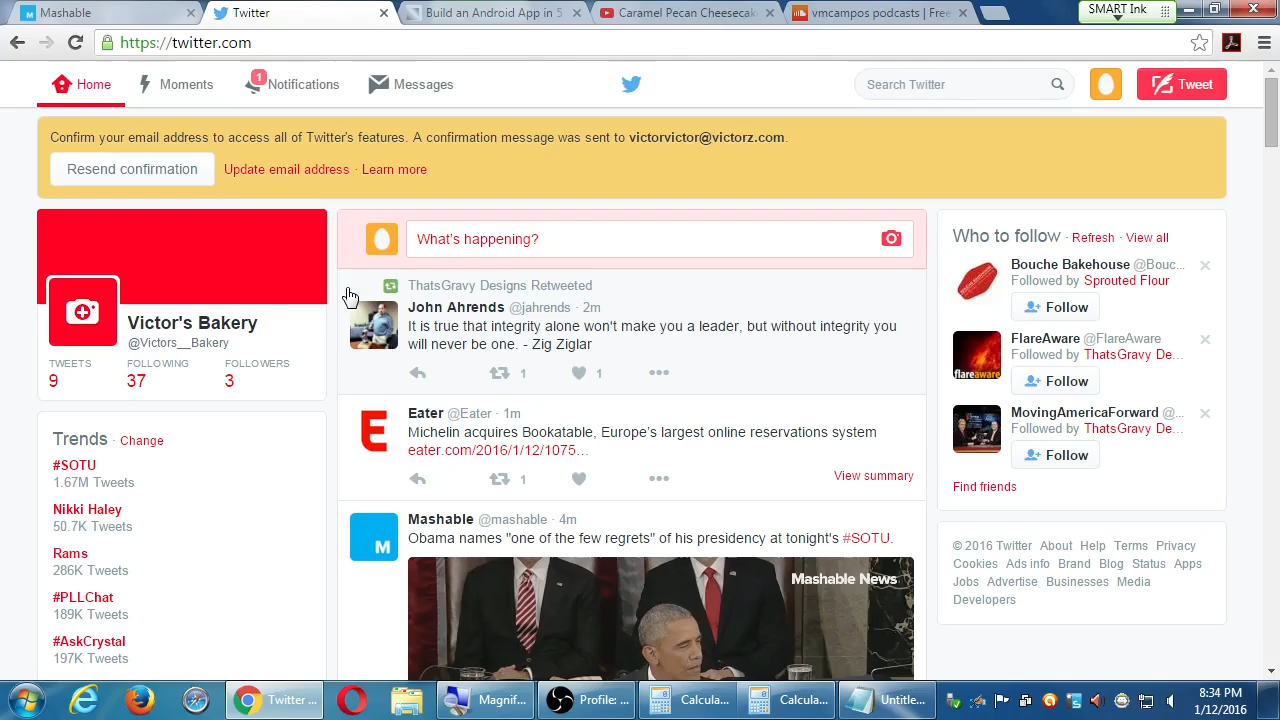 Mashable
Twitter
Build an Android App in 5
Caramel Pecan Cheesecak
vmcampos podcasts | Free
SMART Ink
https://twitter.com
Home
Moments
1
Notifications
Messages
Search Twitter
Tweet
Confirm your email address to access all of Twitter's features. A confirmation message was sent to victorvictor@victorz.com.
Resend confirmation
Update email address · Learn more
Victor's Bakery
@Victors__Bakery
TWEETS FOLLOWING FOLLOWERS
9 37 3
Trends · Change
#SOTU
1.67M Tweets
Nikki Haley
50.7K Tweets
Rams
286K Tweets
#PLLChat
189K Tweets
#AskCrystal
197K Tweets
What's happening?
ThatsGravy Designs Retweeted
John Ahrends @jahrends · 2m
It is true that integrity alone won't make you a leader, but without integrity you
will never be one. - Zig Ziglar
1 1
Eater @Eater · 1m
Michelin acquires Bookatable, Europe's largest online reservations system
eater.com/2016/1/12/1075…
1
View summary
E
Mashable @mashable · 4m
Obama names "one of the few regrets" of his presidency at tonight's #SOTU.
M
Mashable News
Who to follow · Refresh · View all
Bouche Bakehouse @Bouc...
Followed by Sprouted Flour
Follow
FlareAware @FlareAware
Followed by ThatsGravy De...
Follow
flareaware
MovingAmericaForward @...
Followed by ThatsGravy De...
Follow
Find friends
© 2016 Twitter About Help Terms Privacy
Cookies Ads info Brand Blog Status Apps
Jobs Advertise Businesses Media
Developers
Twitter ...
Magnif...
Profile: ...
Calcula...
Calcula...
Untitle...
8:34 PM
1/12/2016